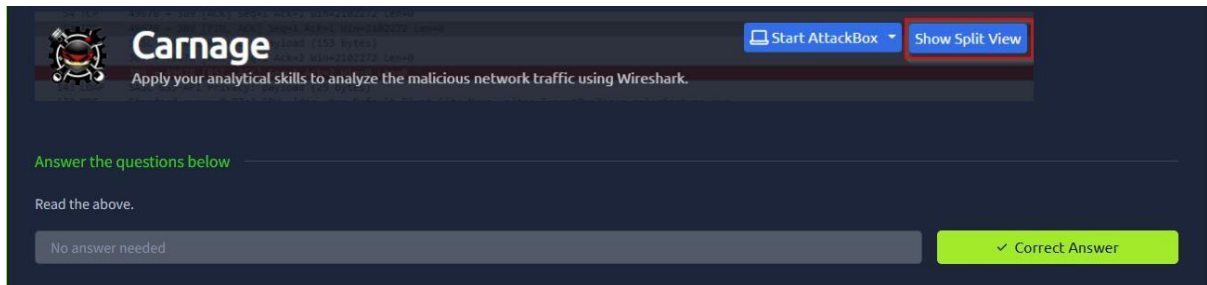 Carnage
Start AttackBox
Show Split View
Apply your analytical skills to analyze the malicious network traffic using Wireshark.
Answer the questions below
Read the above.
No answer needed
✓ Correct Answer